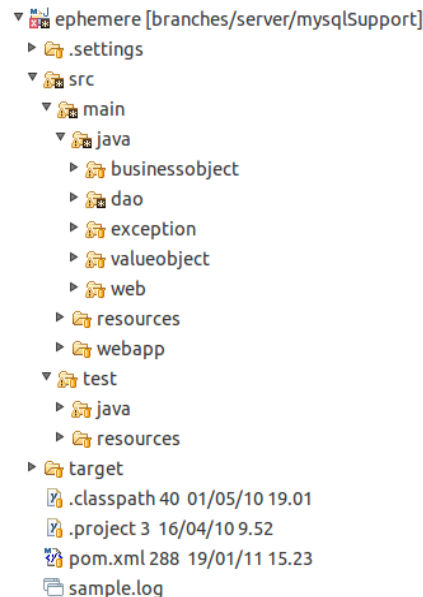 ephemere [branches/server/mysqlSupport]
.settings
src
main
java
businessobject
dao
exception
valueobject
web
resources
webapp
test
java
resources
target
.classpath 40 01/05/10 19.01
.project 3 16/04/10 9.52
pom.xml 288 19/01/11 15.23
sample.log